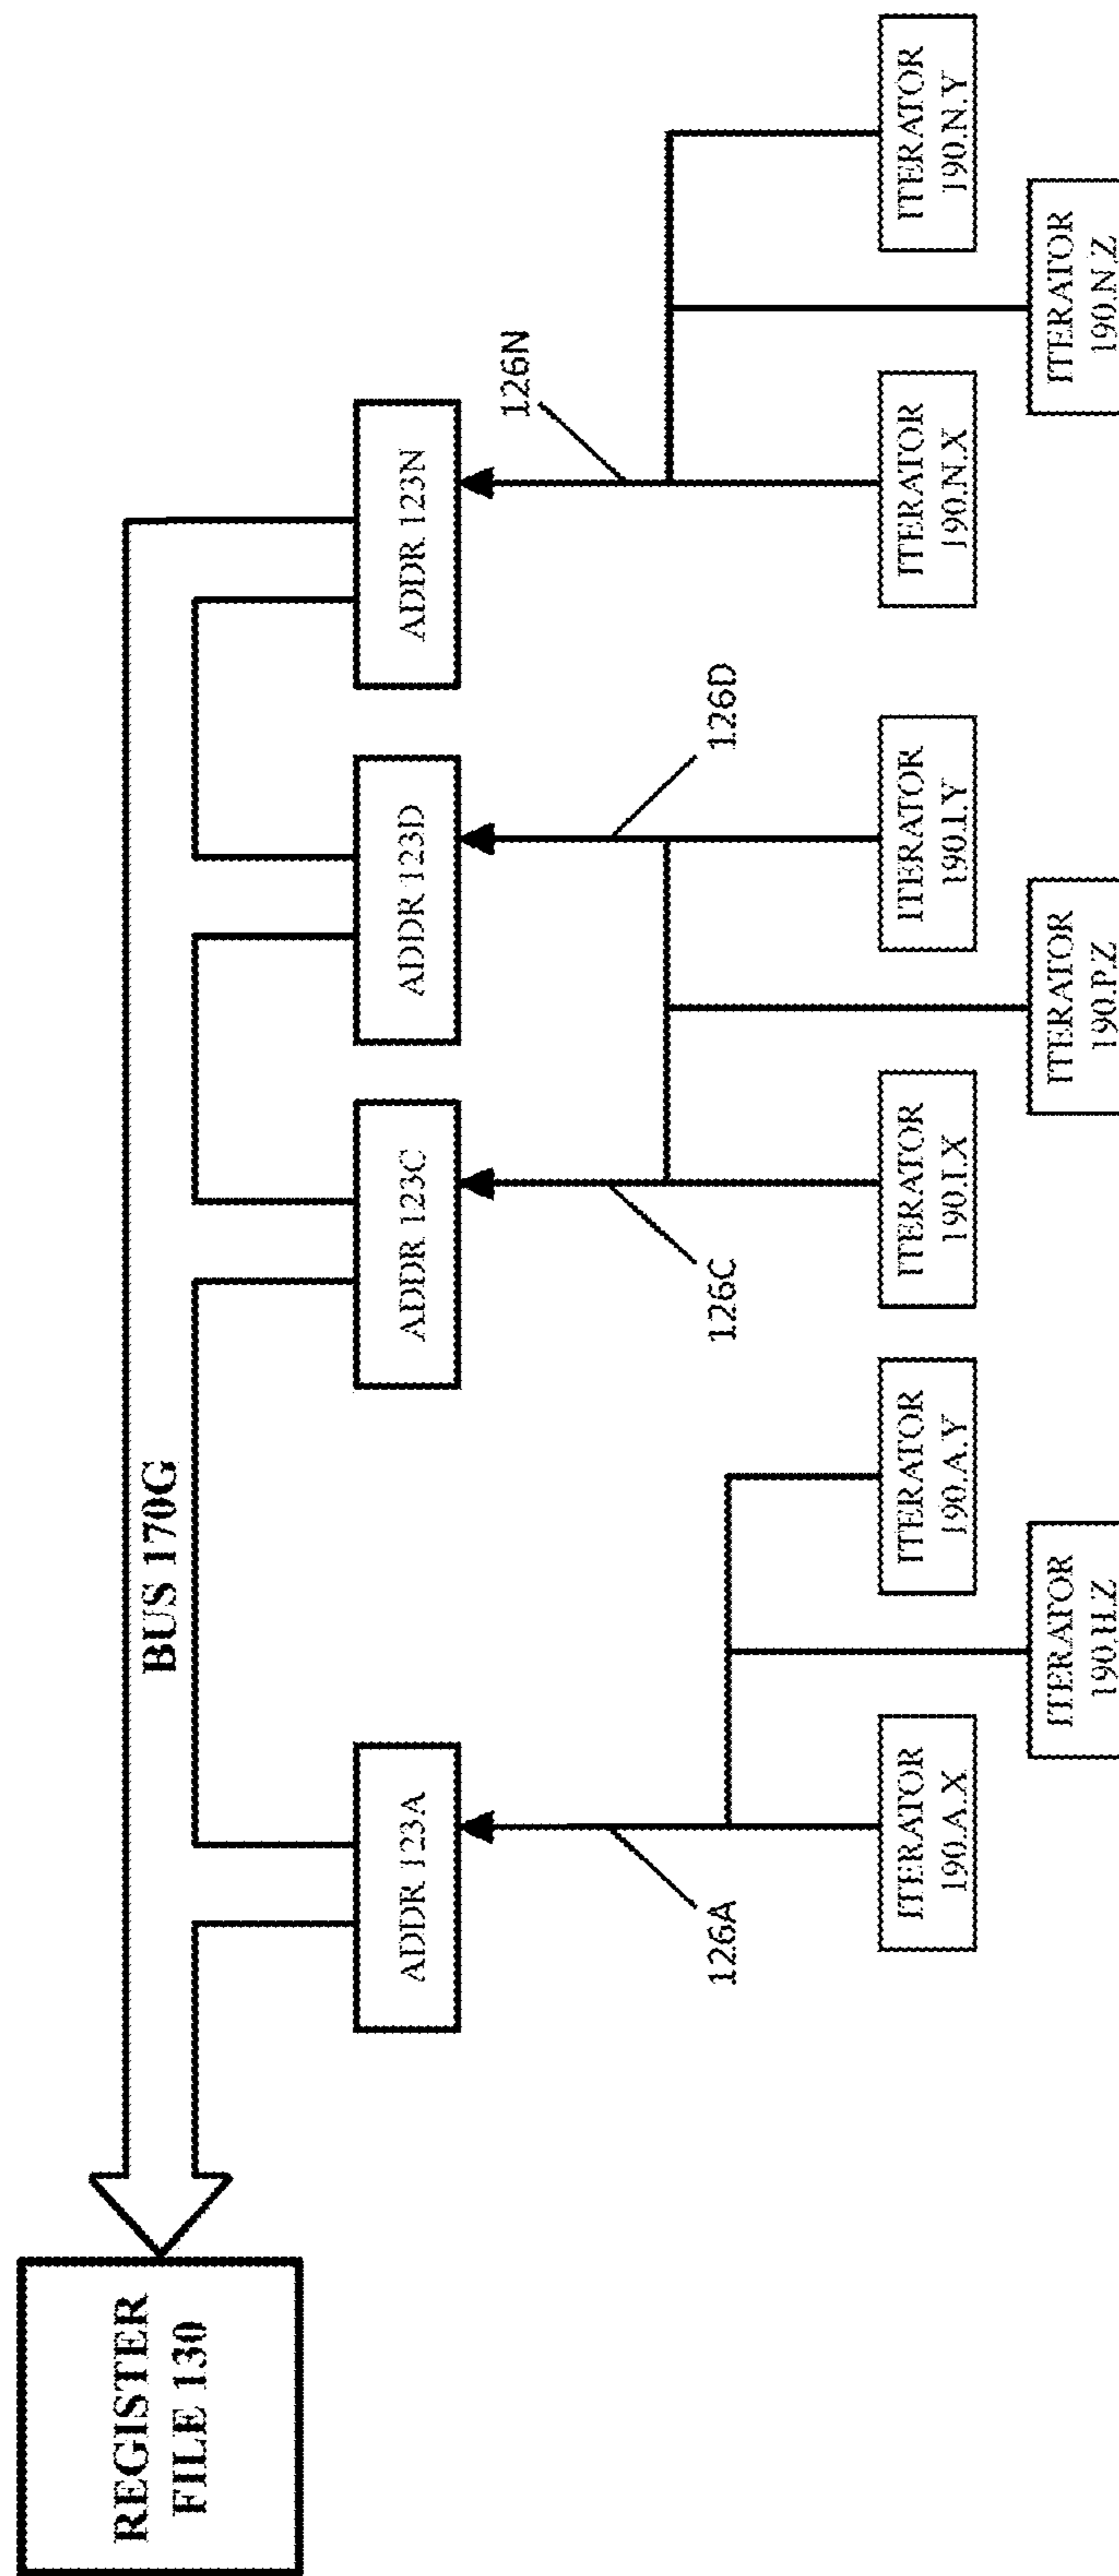 REGISTER
FILE 130
BUS 170G
ADDR 123A
ADDR 123C
ADDR 123D
ADDR 123N
126A
126C
126D
126N
ITERATOR
190.A.X
ITERATOR
190.A.Y
ITERATOR
190.I.X
ITERATOR
190.I.Y
ITERATOR
190.N.X
ITERATOR
190.N.Y
ITERATOR
190.H.Z
ITERATOR
190.P.Z
ITERATOR
190.N.Z